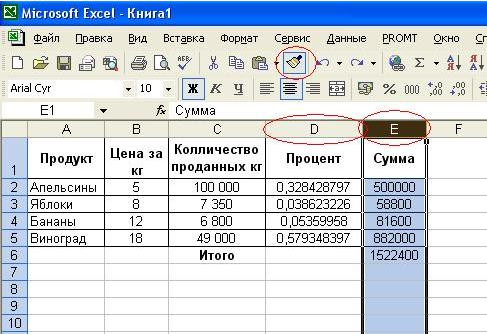 Microsoft Excel - Книга1
Файл Правка Вид Вставка Формат Сервис Данные PROMT Окно
Arial Cyr 10 Ж К Ч % 000
E1 fx Сумма
A B C D E F
1 Продукт Цена за кг Колличество проданных кг Процент Сумма
2 Апельсины 5 100 000 0,328428797 500000
3 Яблоки 8 7 350 0,038623226 58800
4 Бананы 12 6 800 0,05359958 81600
5 Виноград 18 49 000 0,579348397 882000
6 Итого 1522400
7
8
9
10